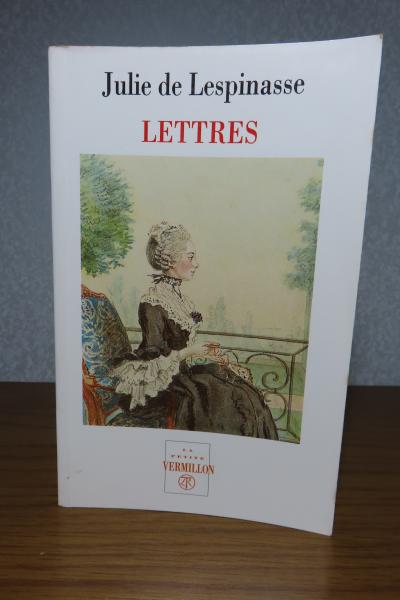 Julie de Lespinasse
LETTRES
LA
PETITE
VERMILLON